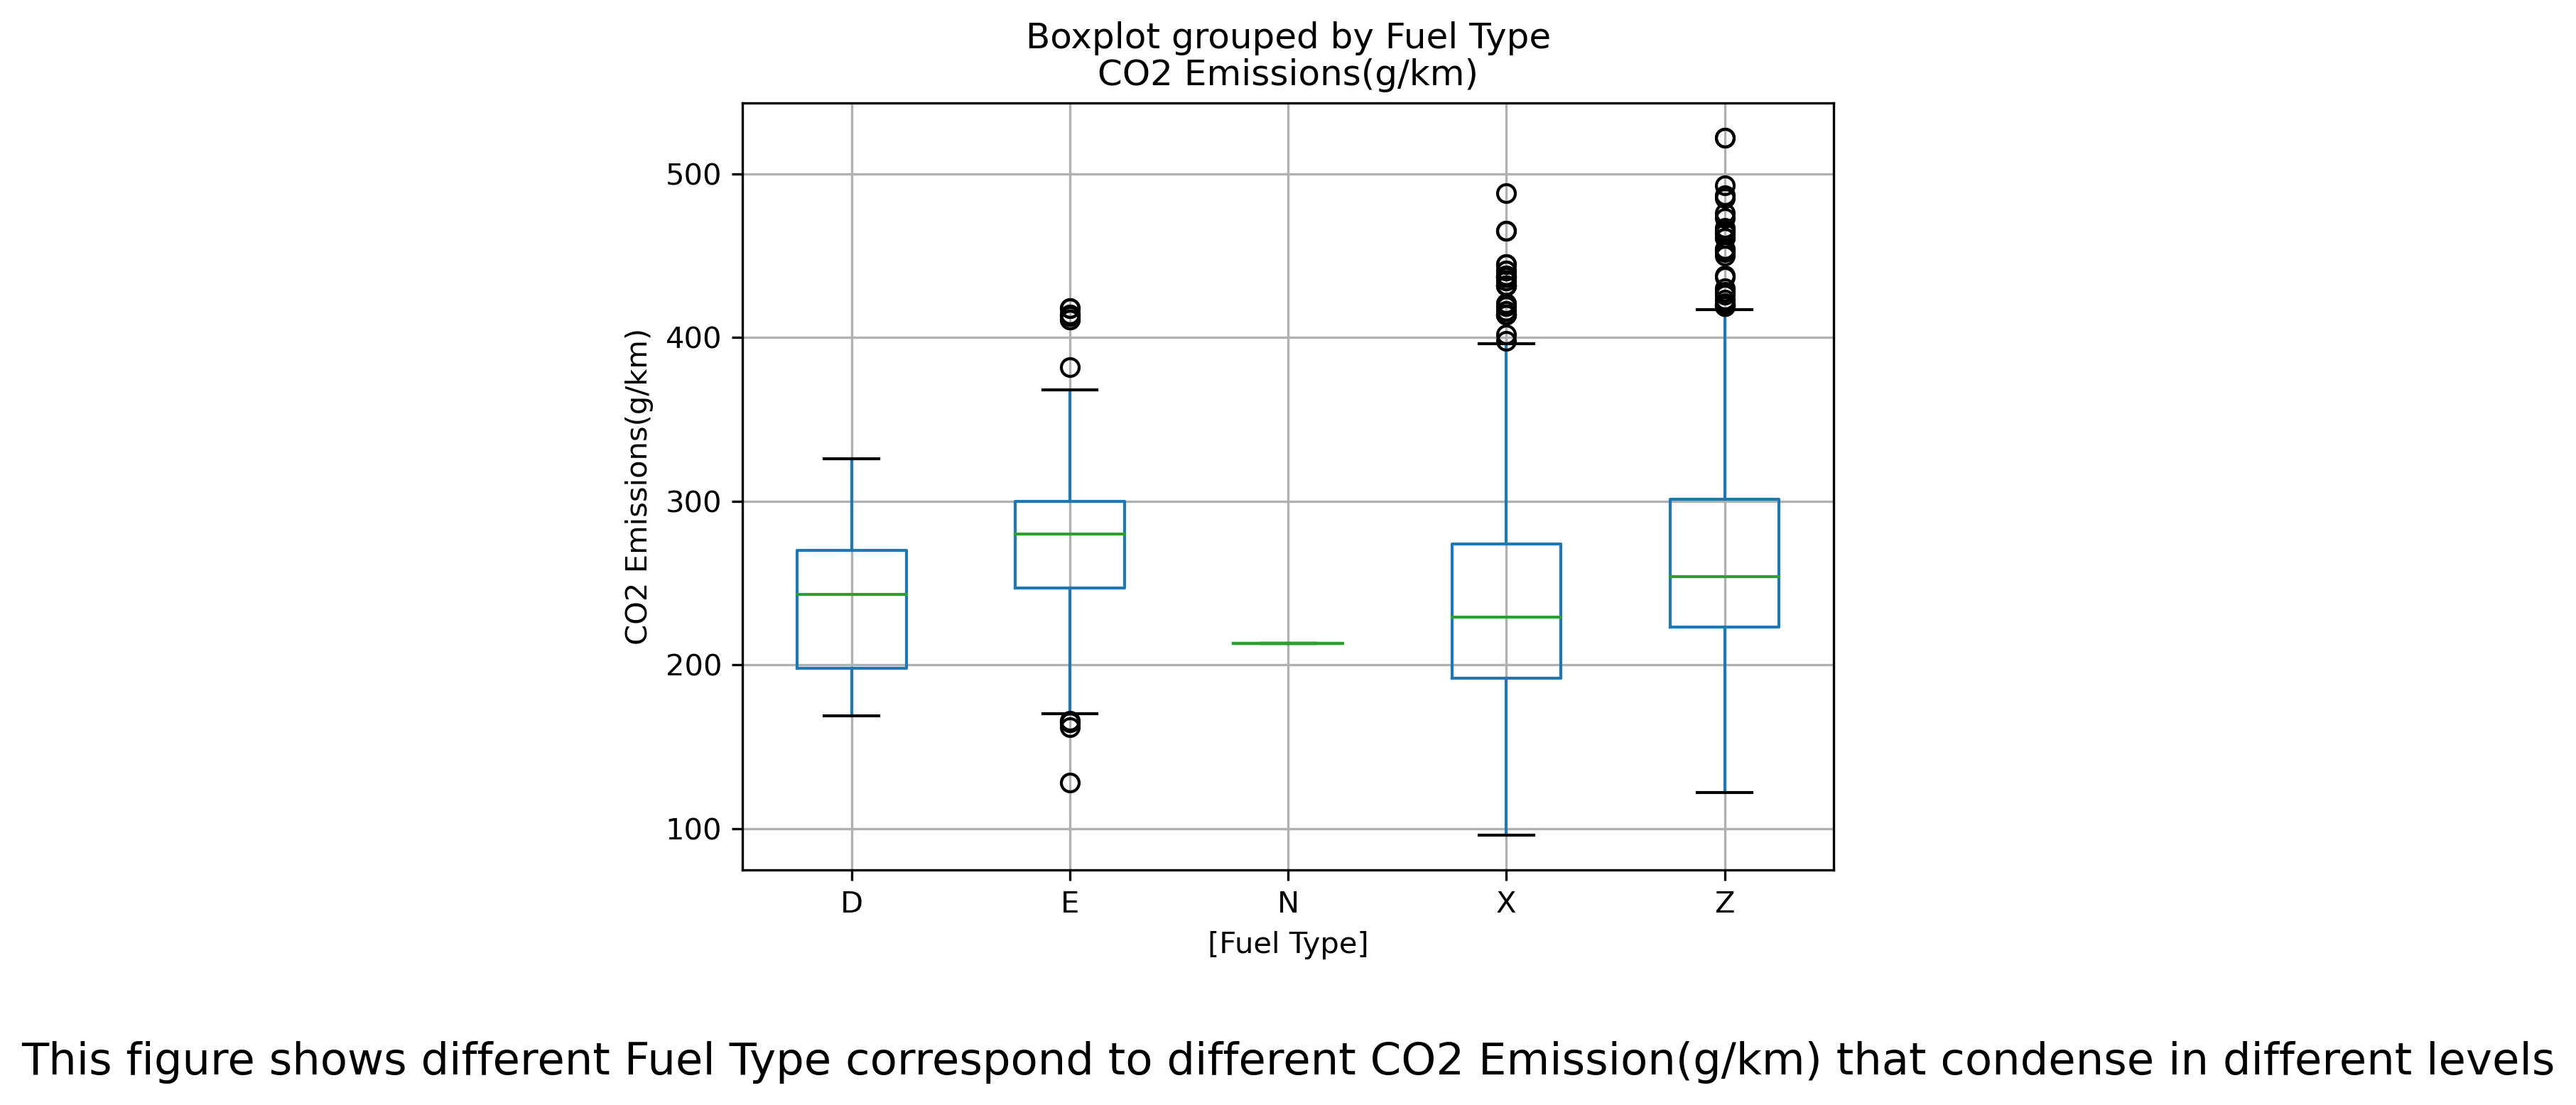 Boxplot grouped by Fuel Type
CO2 Emissions(g/km)
CO2 Emissions(g/km)
500
400
300
200
100
D
E
N
X
Z
[Fuel Type]
This figure shows different Fuel Type correspond to different CO2 Emission(g/km) that condense in different levels